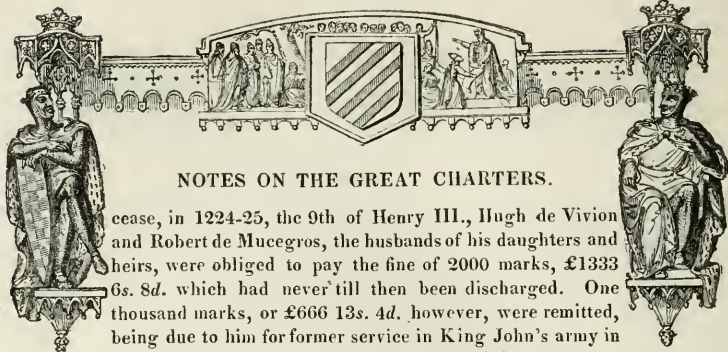 NOTES ON THE GREAT CHARTERS.
cease, in 1224-25, the 9th of Henry III., Hugh de Vivion
and Robert de Mucegros, the husbands of his daughters and
heirs, were obliged to pay the fine of 2000 marks, £1333
6s. 8d. which had never till then been discharged. One
thousand marks, or £666 13s. 4d. however, were remitted,
being due to him for former service in King John's army in